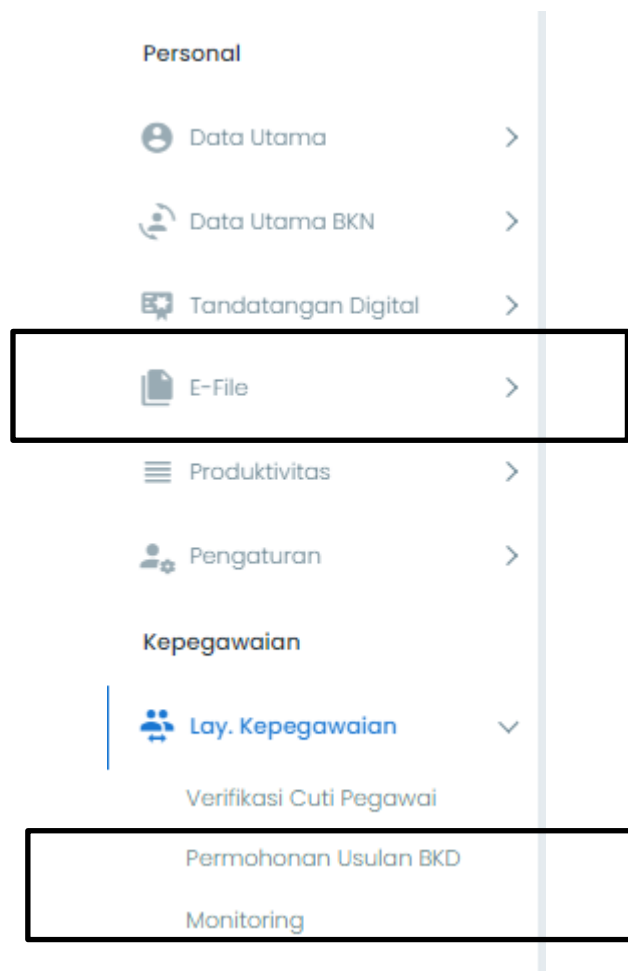 Personal
Data Utama
Data Utama BKN
Tandatangan Digital
E-File
Produktivitas
Pengaturan
Kepegawaian
Lay. Kepegawaian
Verifikasi Cuti Pegawai
Permohonan Usulan BKD
Monitoring